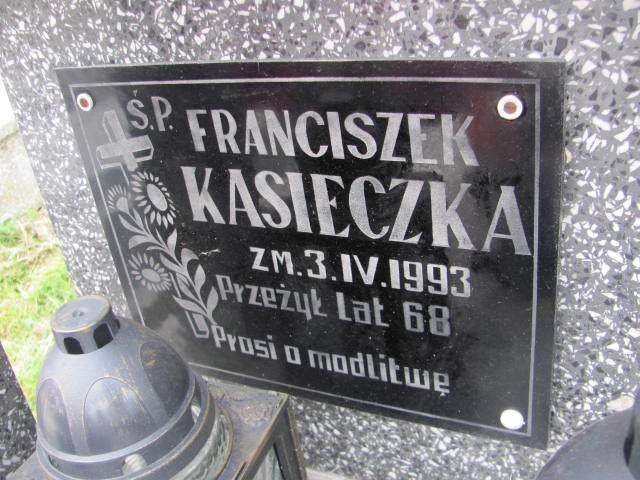 Ś.P. FRANCISZEK
KASIECZKA
ZM.3.IV.1993
Przeżył lat 68
Prosi o modlitwę